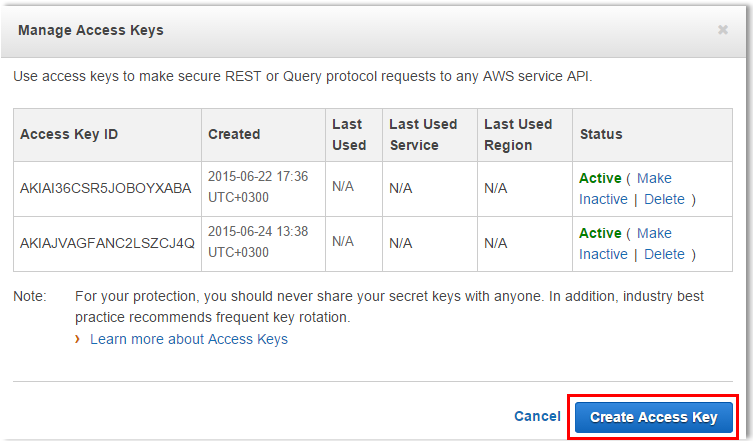 Manage Access Keys
Use access keys to make secure REST or Query protocol requests to any AWS service API.
Access Key ID Created Last Used Last Used Service Last Used Region Status
AKIAI36CSR5JOBOYXABA 2015-06-22 17:36 UTC+0300 N/A N/A N/A Active ( Make Inactive | Delete )
AKIAJVAGFANC2LSZCJ4Q 2015-06-24 13:38 UTC+0300 N/A N/A N/A Active ( Make Inactive | Delete )
Note: For your protection, you should never share your secret keys with anyone. In addition, industry best
practice recommends frequent key rotation.
› Learn more about Access Keys
Cancel Create Access Key